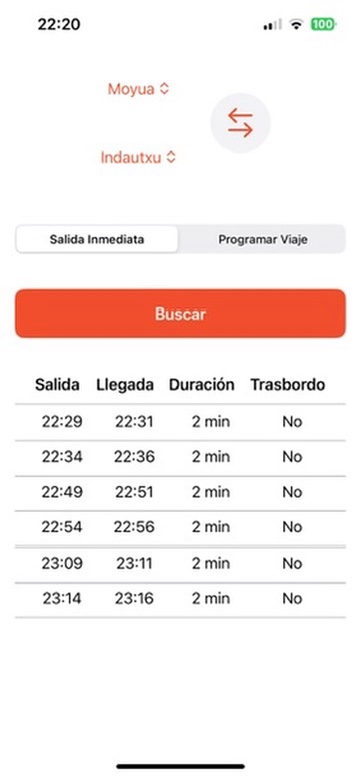 22:20 100
Moyua
Indautxu
Salida Inmediata Programar Viaje
Buscar
Salida Llegada Duración Trasbordo
22:29 22:31 2 min No
22:34 22:36 2 min No
22:49 22:51 2 min No
22:54 22:56 2 min No
23:09 23:11 2 min No
23:14 23:16 2 min No